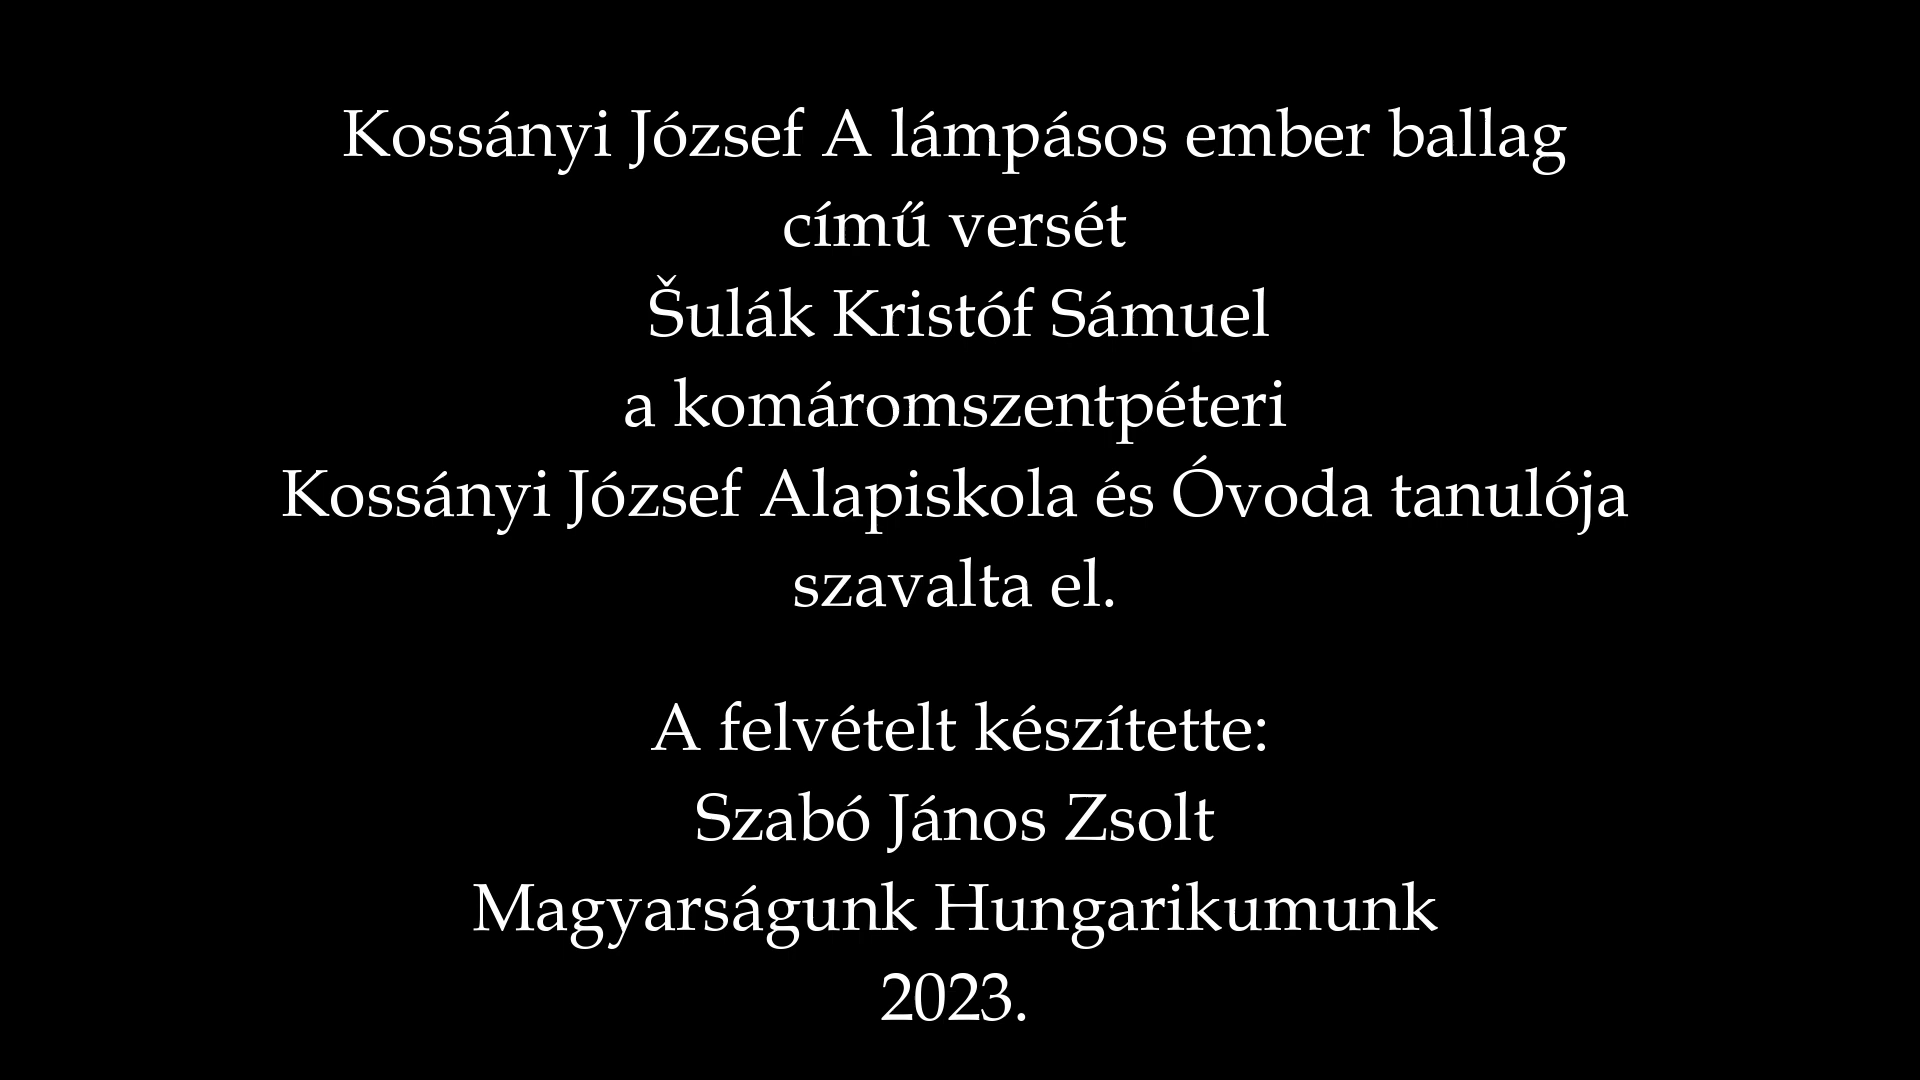 Kossányi József A lámpásos ember ballag
című versét
Šulák Kristóf Sámuel
a komáromszentpéteri
Kossányi József Alapiskola és Óvoda tanulója
szavalta el.
A felvételt készítette:
Szabó János Zsolt
Magyarságunk Hungarikumunk
2023.